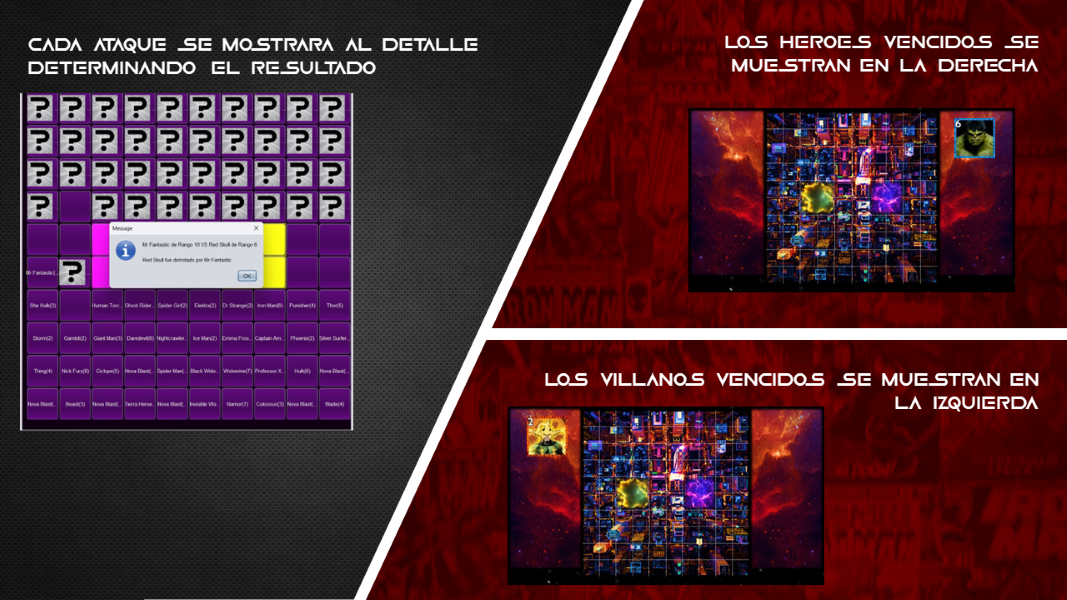 CADA ATAQUE SE MOSTRARA AL DETALLE
DETERMINANDO EL RESULTADO
? ? ? ? ? ? ? ? ? ?
? ? ? ? ? ? ? ? ? ?
? ? ? ? ? ? ? ? ? ?
? ? ? ? ? ? ? ? ?
Message
Mr Fantastic de Rango 10 VS Red Skull de Rango 6
Red Skull fue derrotado por Mr Fantastic
OK
Mr Fantastic(... ?
She Hulk(3) Human Torc... Ghost Rider... Spider Girl(2) Elektra(2) Dr Strange(2) Iron Man(8) Punisher(4) Thor(5)
Storm(2) Gambit(2) Giant Man(3) Daredevil(6) Nightcrawler... Ice Man(2) Emma Fros... Captain Am... Phoenix(2) Silver Surfer...
Thing(4) Nick Fury(8) Ciclope(5) Nova Blast(... Spider Man(... Black Wido... Wolverine(7) Professor X... Hulk(6) Nova Blast(...
Nova Blast(... Beast(3) Nova Blast(... Tierra Hørse... Nova Blast(... Invisible Wo... Namor(7) Colossus(3) Nova Blast(... Blade(4)
LOS HEROES VENCIDOS SE
MUESTRAN EN LA DERECHA
6
LOS VILLANOS VENCIDOS SE MUESTRAN EN
LA IZQUIERDA
2